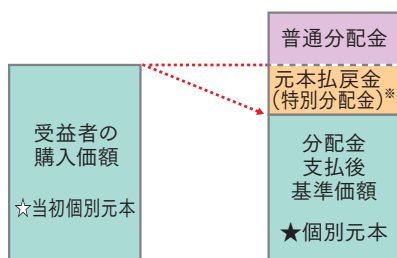 普通分配金
元本払戻金
(特別分配金)※
受益者の
購入価額
☆当初個別元本
分配金
支払後
基準価額
★個別元本